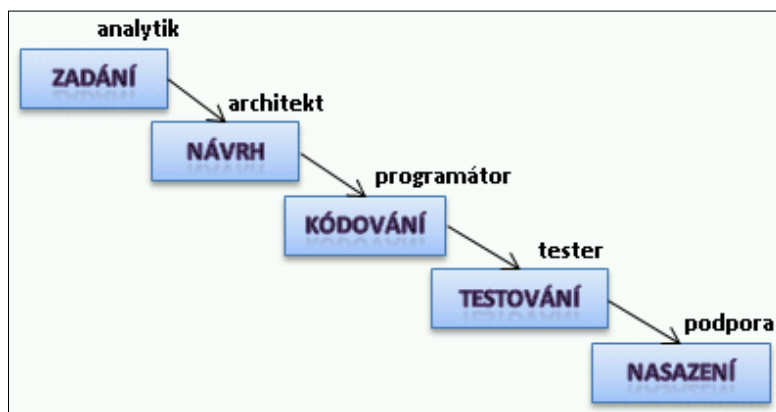 analytik
ZADÁNÍ
architekt
NÁVRH
programátor
KÓDOVÁNÍ
tester
TESTOVÁNÍ
podpora
NASAZENÍ